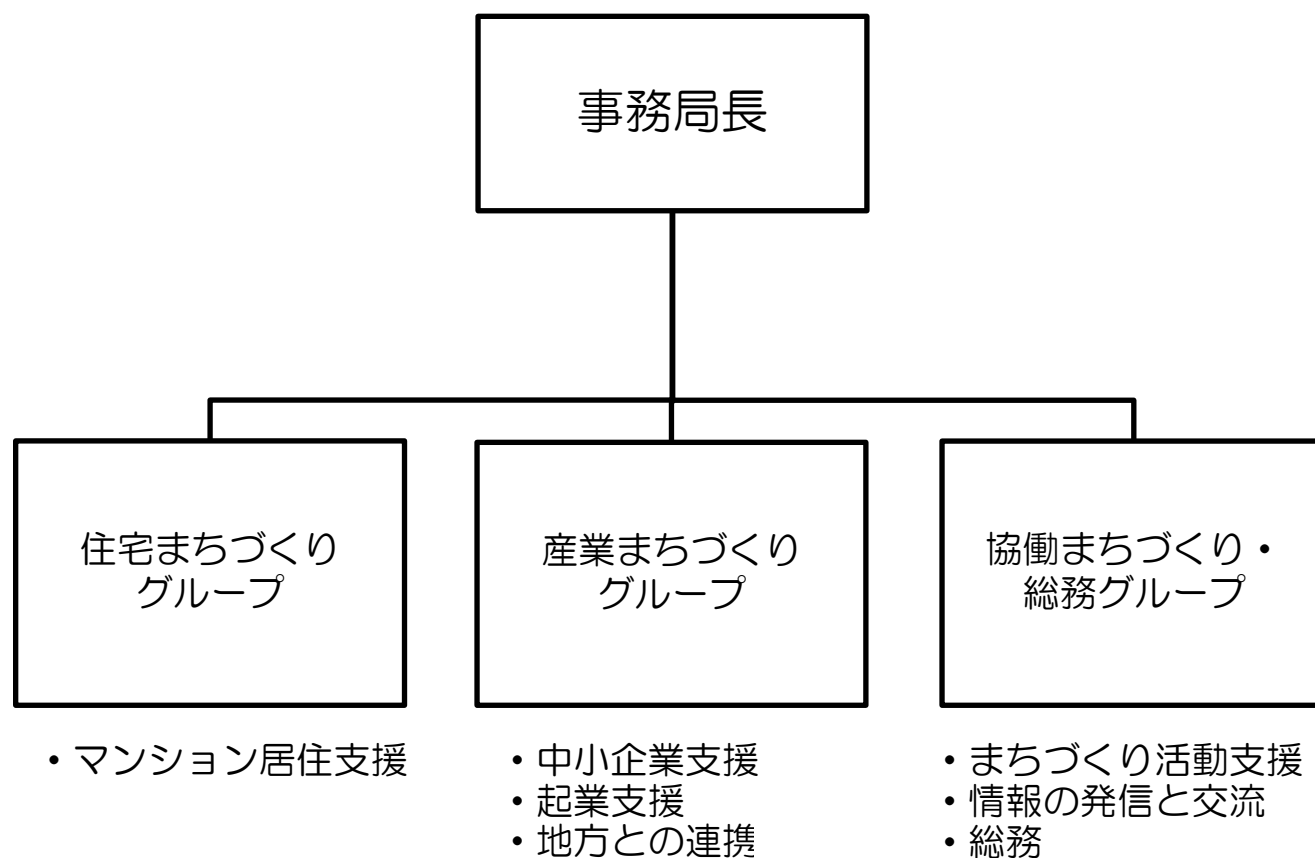 事務局長
住宅まちづくり
グループ
産業まちづくり
グループ
協働まちづくり・
総務グループ
・マンション居住支援
・中小企業支援
・起業支援
・地方との連携
・まちづくり活動支援
・情報の発信と交流
・総務